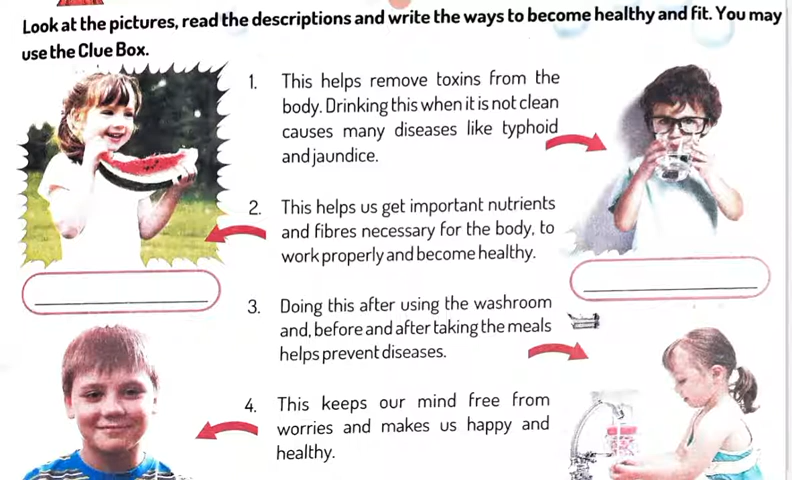 Look at the pictures, read the descriptions and write the ways to become healthy and fit. You may
use the Clue Box.
1. This helps remove toxins from the
body. Drinking this when it is not clean
causes many diseases like typhoid
and jaundice.
2. This helps us get important nutrients
and fibres necessary for the body, to
work properly and become healthy.
3. Doing this after using the washroom
and, before and after taking the meals
helps prevent diseases.
4. This keeps our mind free from
worries and makes us happy and
healthy.